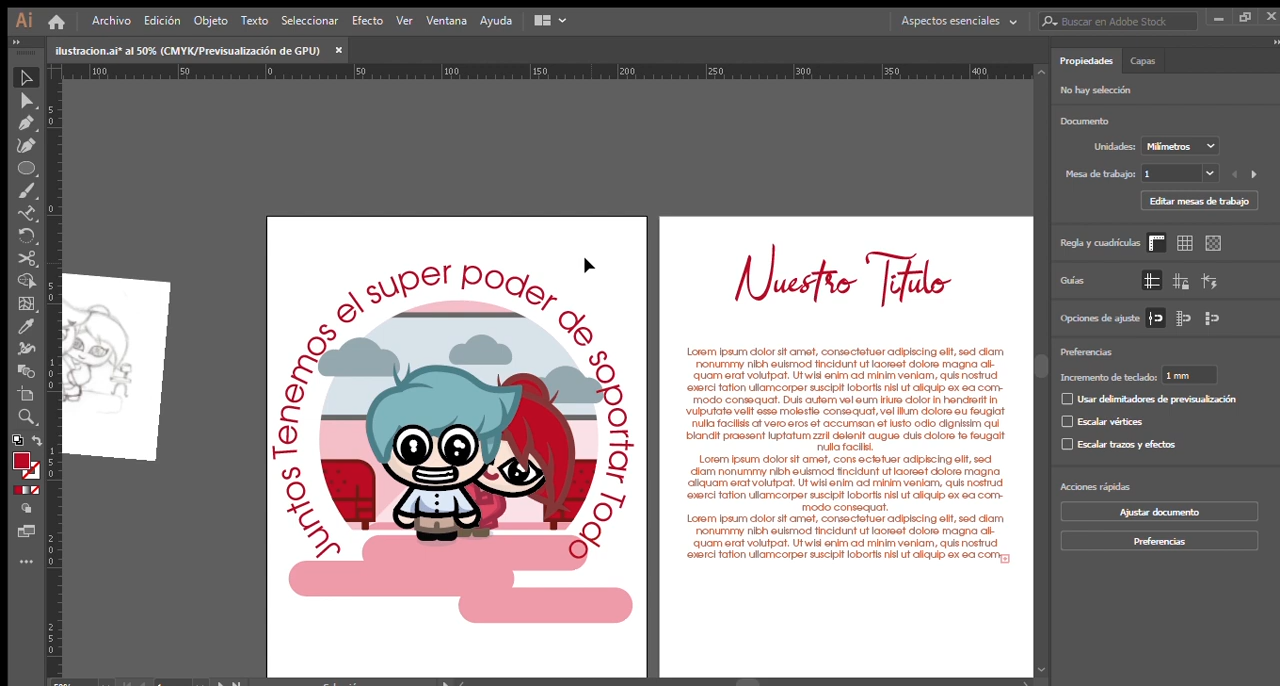 Ai Archivo Edición Objeto Texto Seleccionar Efecto Ver Ventana Ayuda Aspectos esenciales Buscar en Adobe Stock
ilustracion.ai* al 50% (CMYK/Previsualización de GPU) ×
100 50 0 50 100 150 200 250 300 350 400
Propiedades Capas
No hay selección
Documento
Unidades: Milímetros
Mesa de trabajo: 1
Editar mesas de trabajo
Regla y cuadrículas
Guías
Opciones de ajuste
Preferencias
Incremento de teclado: 1 mm
Usar delimitadores de previsualización
Escalar vértices
Escalar trazos y efectos
Acciones rápidas
Ajustar documento
Preferencias
Juntos Tenemos el super poder de soportar Todo
Nuestro Titulo
Lorem ipsum dolor sit amet, consectetuer adipiscing elit, sed diam
nonummy nibh euismod tincidunt ut laoreet dolore magna ali-
quam erat volutpat. Ut wisi enim ad minim veniam, quis nostrud
exerci tation ullamcorper suscipit lobortis nisl ut aliquip ex ea com-
modo consequat. Duis autem vel eum iriure dolor in hendrerit in
vulputate velit esse molestie consequat, vel illum dolore eu feugiat
nulla facilisis at vero eros et accumsan et iusto odio dignissim qui
blandit praesent luptatum zzril delenit augue duis dolore te feugait
nulla facilisi.
Lorem ipsum dolor sit amet, cons ectetuer adipiscing elit, sed
diam nonummy nibh euismod tincidunt ut laoreet dolore magna
aliquam erat volutpat. Ut wisi enim ad minim veniam, quis nostrud
exerci tation ullamcorper suscipit lobortis nisl ut aliquip ex ea com-
modo consequat.
Lorem ipsum dolor sit amet, consectetuer adipiscing elit, sed diam
nonummy nibh euismod tincidunt ut laoreet dolore magna ali-
quam erat volutpat. Ut wisi enim ad minim veniam, quis nostrud
exerci tation ullamcorper suscipit lobortis nisl ut aliquip ex ea com-